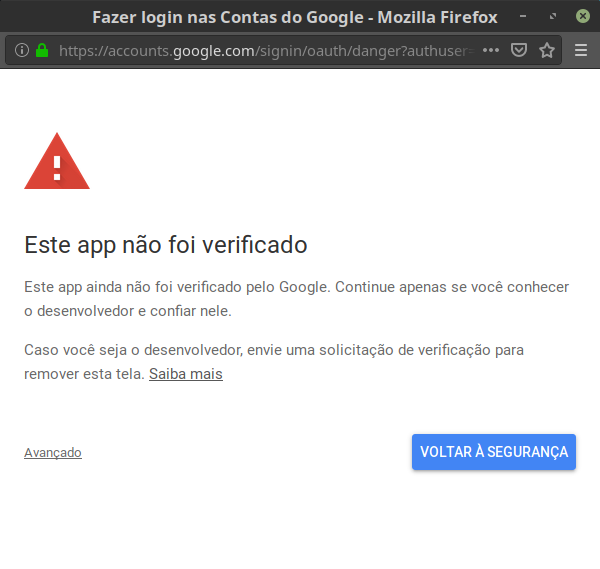 Fazer login nas Contas do Google - Mozilla Firefox
https://accounts.google.com/signin/oauth/danger?authuser=
Este app não foi verificado
Este app ainda não foi verificado pelo Google. Continue apenas se você conhecer
o desenvolvedor e confiar nele.
Caso você seja o desenvolvedor, envie uma solicitação de verificação para
remover esta tela. Saiba mais
Avançado
VOLTAR À SEGURANÇA